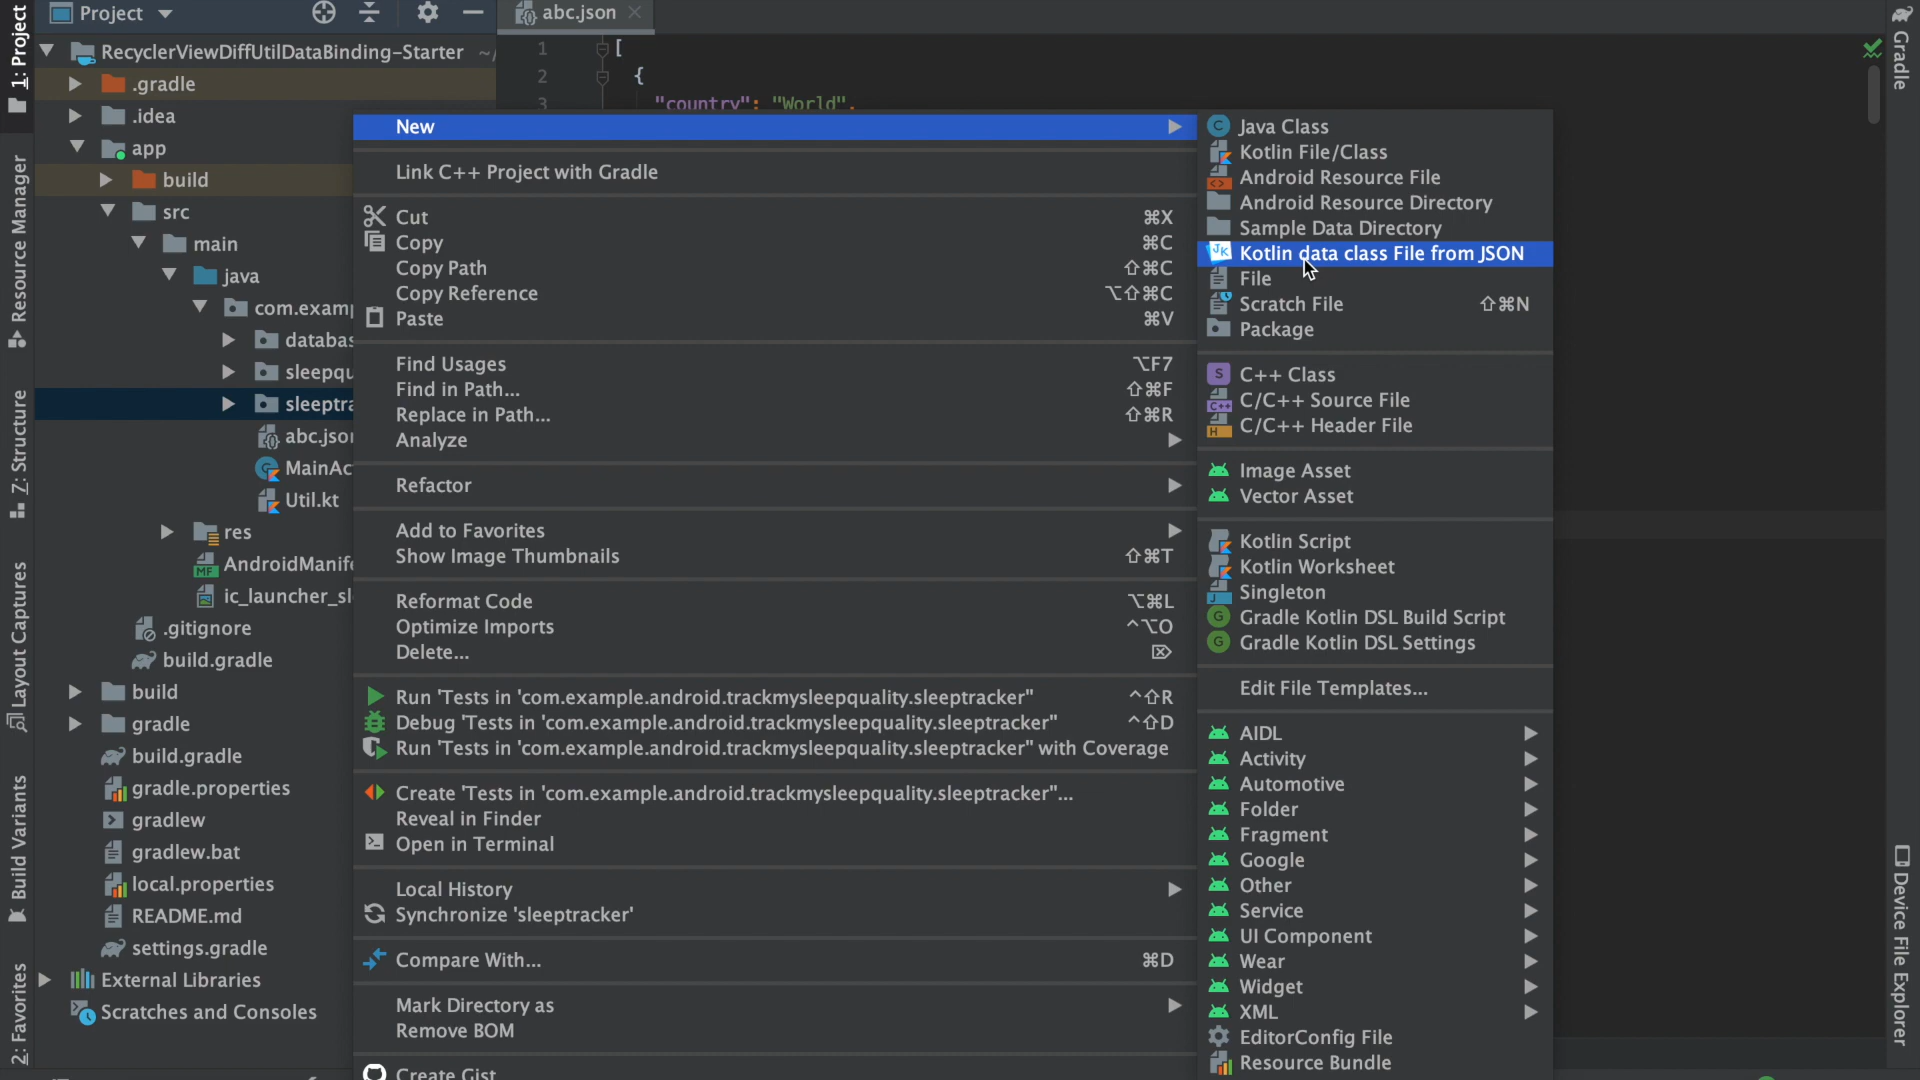 Project
abc.json
1: Project
Resource Manager
Z: Structure
Layout Captures
Build Variants
2: Favorites
RecyclerViewDiffUtilDataBinding-Starter ~/
.gradle
.idea
app
build
src
main
java
com.examp
databas
sleepqu
sleeptra
abc.json
MainAc
Util.kt
res
AndroidManife
ic_launcher_sl
.gitignore
build.gradle
build
gradle
build.gradle
gradle.properties
gradlew
gradlew.bat
local.properties
README.md
settings.gradle
External Libraries
Scratches and Consoles
1 [
2 {
3 "country": "World",
New
Link C++ Project with Gradle
Cut ⌘X
Copy ⌘C
Copy Path ⇧⌘C
Copy Reference ⌥⇧⌘C
Paste ⌘V
Find Usages ⌥F7
Find in Path... ⇧⌘F
Replace in Path... ⇧⌘R
Analyze
Refactor
Add to Favorites
Show Image Thumbnails ⇧⌘T
Reformat Code ⌥⌘L
Optimize Imports ^⌥O
Delete... ⌦
Run 'Tests in 'com.example.android.trackmysleepquality.sleeptracker'' ^⇧R
Debug 'Tests in 'com.example.android.trackmysleepquality.sleeptracker'' ^⇧D
Run 'Tests in 'com.example.android.trackmysleepquality.sleeptracker'' with Coverage
Create 'Tests in 'com.example.android.trackmysleepquality.sleeptracker''...
Reveal in Finder
Open in Terminal
Local History
Synchronize 'sleeptracker'
Compare With... ⌘D
Mark Directory as
Remove BOM
Create Gist
Java Class
Kotlin File/Class
Android Resource File
Android Resource Directory
Sample Data Directory
Kotlin data class File from JSON
File
Scratch File ⇧⌘N
Package
C++ Class
C/C++ Source File
C/C++ Header File
Image Asset
Vector Asset
Kotlin Script
Kotlin Worksheet
Singleton
Gradle Kotlin DSL Build Script
Gradle Kotlin DSL Settings
Edit File Templates...
AIDL
Activity
Automotive
Folder
Fragment
Google
Other
Service
UI Component
Wear
Widget
XML
EditorConfig File
Resource Bundle
Gradle
Device File Explorer